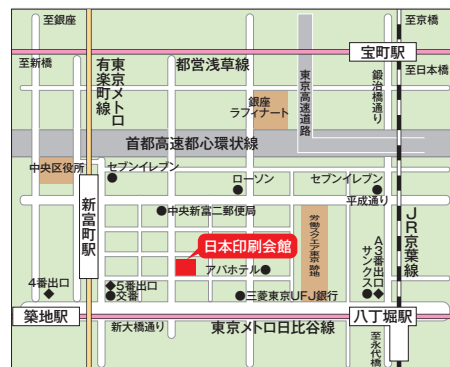 至銀座
至京橋
宝町駅
至新橋
都営浅草線
至日本橋
東京メトロ
有楽町線
銀座
ラフィナート
東京高速道路
鍛治橋通り
首都高速都心環状線
中央区役所
セブンイレブン
ローソン
セブンイレブン
平成通り
新富町駅
中央新富二郵便局
労働スクエア東京 跡地
JR京葉線
日本印刷会館
A3番出口
サンクス
アパホテル
4番出口
5番出口
交番
三菱東京UFJ銀行
築地駅
新大橋通り
東京メトロ日比谷線
八丁堀駅
至永代橋